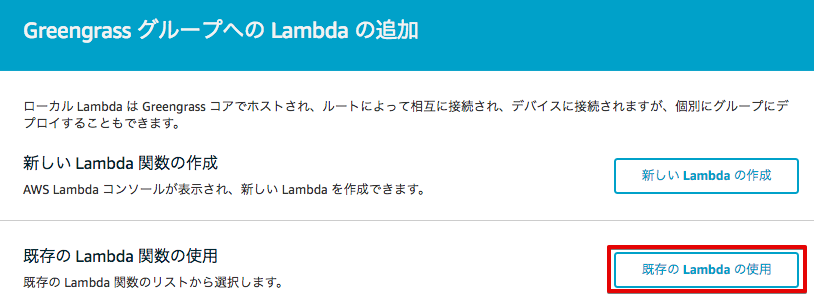 Greengrass グループへの Lambda の追加
ローカル Lambda は Greengrass コアでホストされ、ルートによって相互に接続され、デバイスに接続されますが、個別にグループにデ
プロイすることもできます。
新しい Lambda 関数の作成
AWS Lambda コンソールが表示され、新しい Lambda を作成できます。
新しい Lambda の作成
既存の Lambda 関数の使用
既存の Lambda 関数のリストから選択します。
既存の Lambda の使用